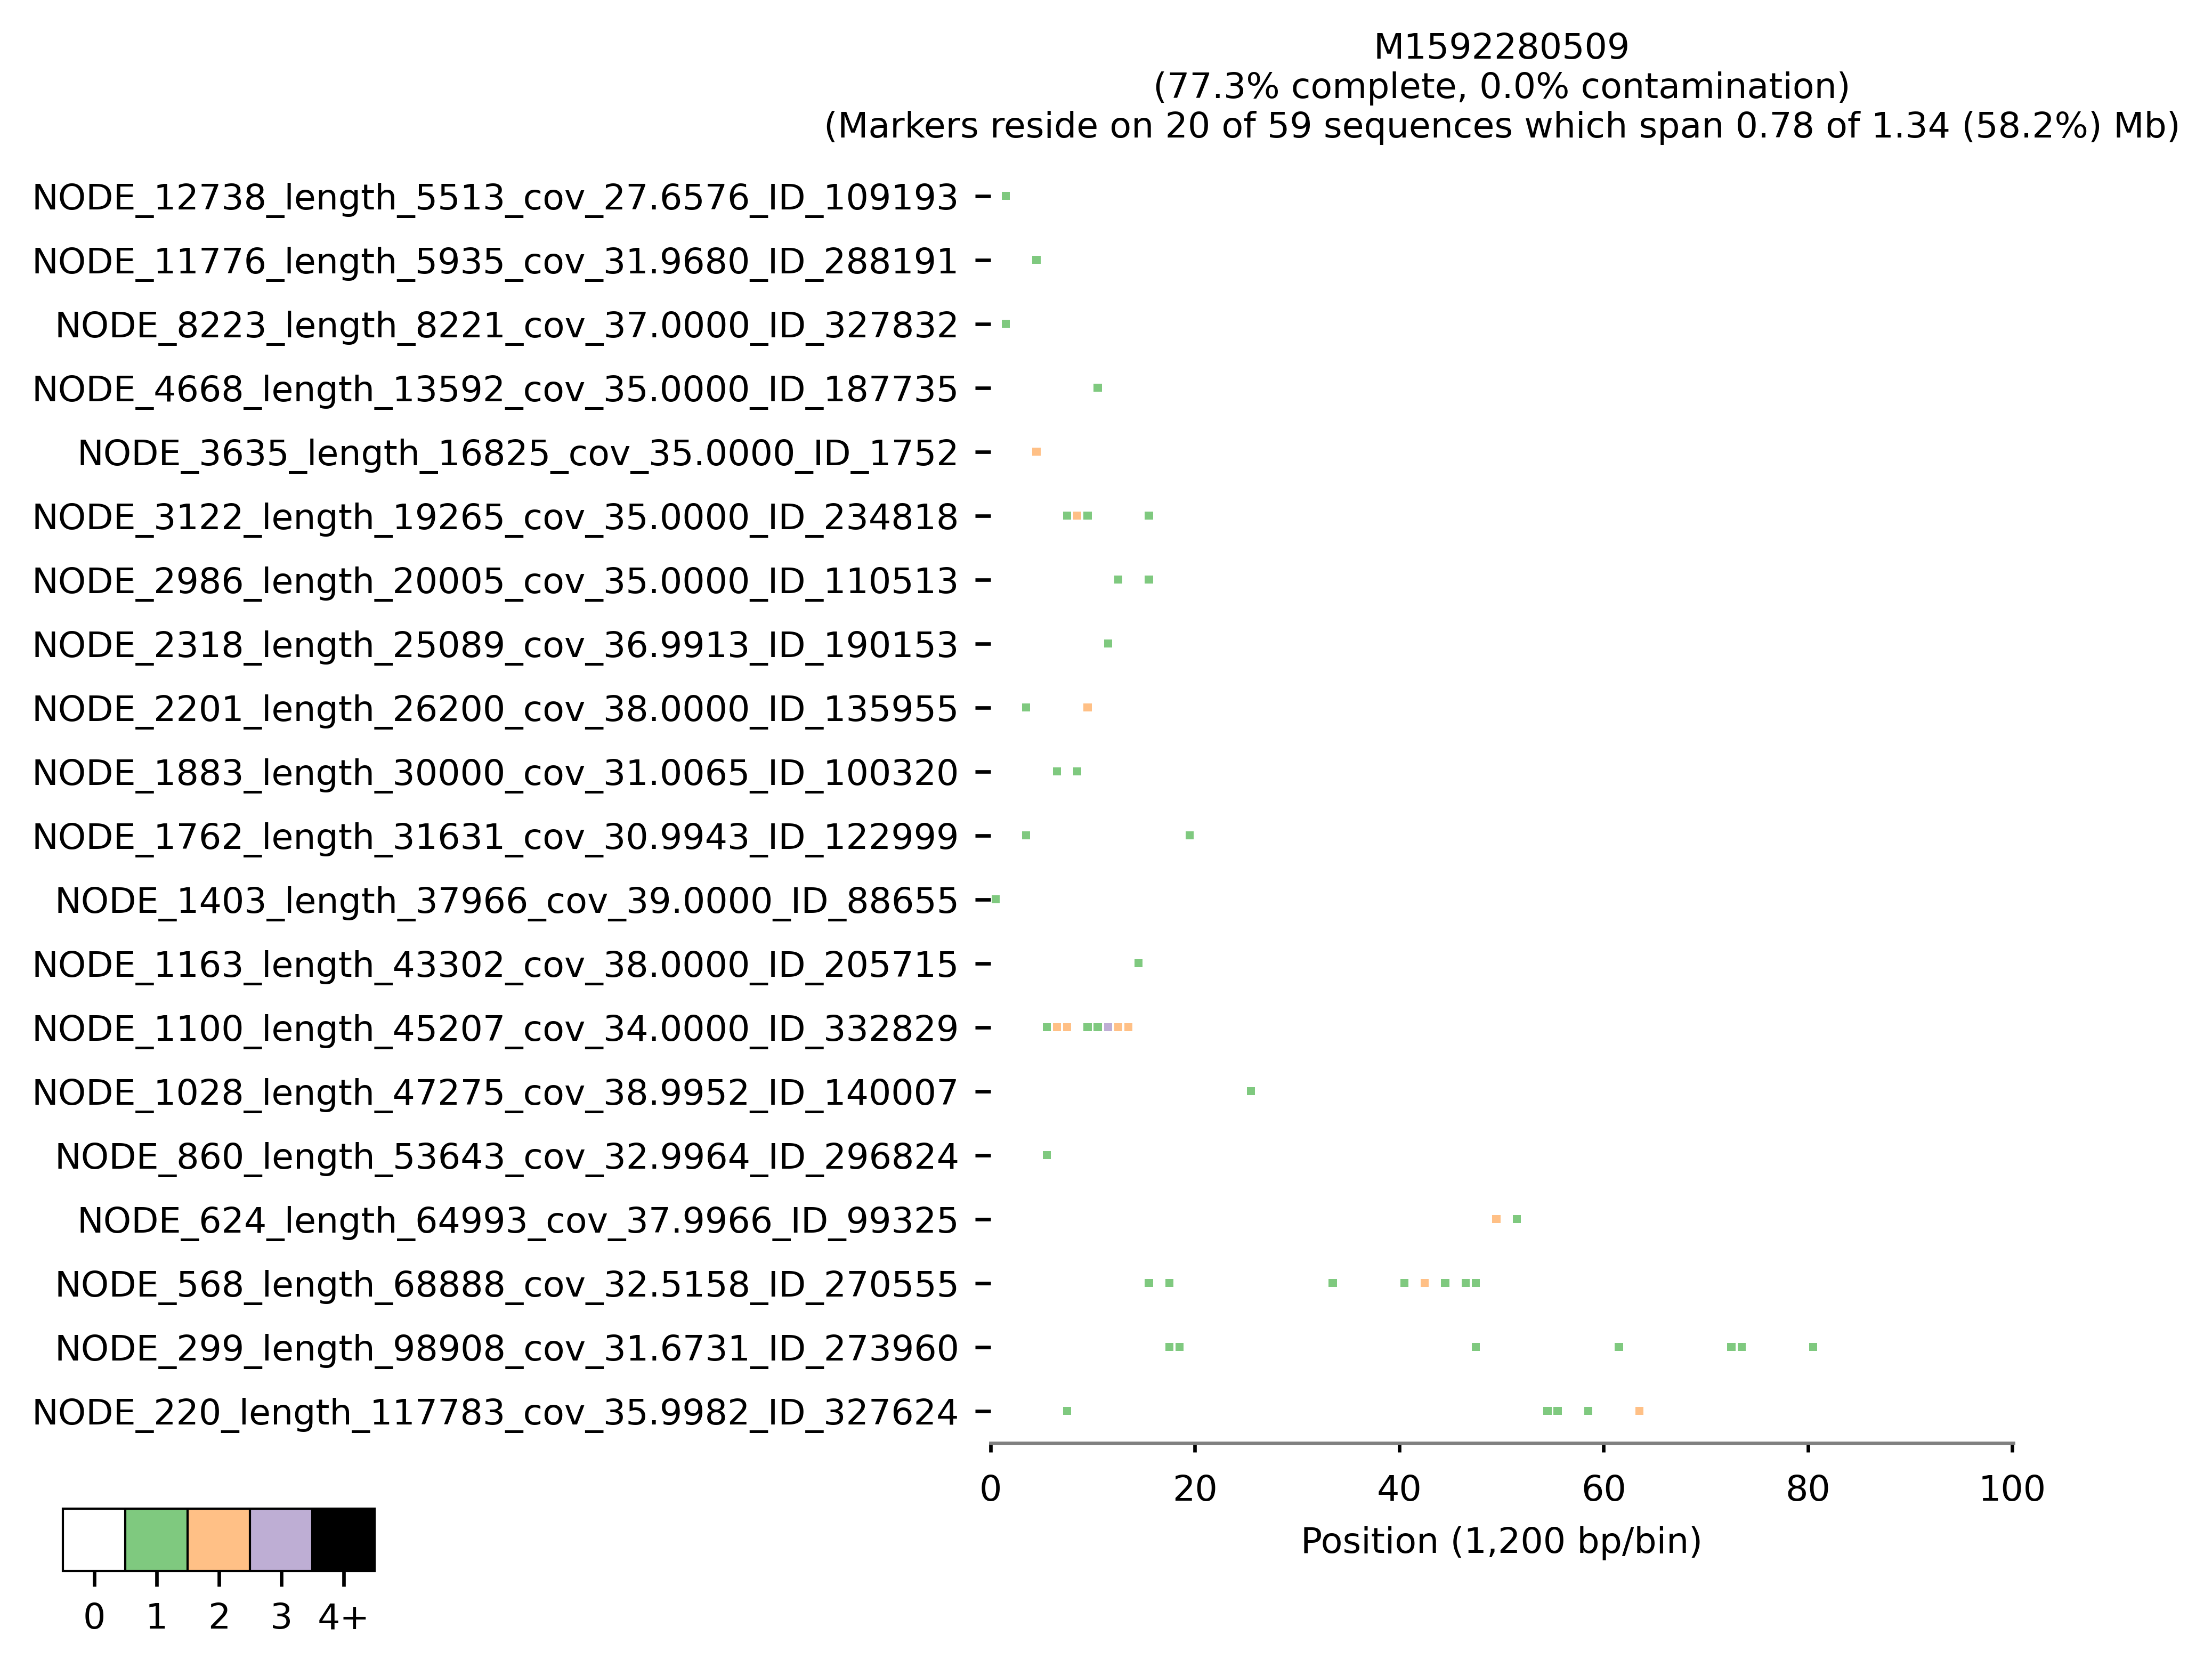 M1592280509
(77.3% complete, 0.0% contamination)
(Markers reside on 20 of 59 sequences which span 0.78 of 1.34 (58.2%) Mb)
NODE_12738_length_5513_cov_27.6576_ID_109193
NODE_11776_length_5935_cov_31.9680_ID_288191
NODE_8223_length_8221_cov_37.0000_ID_327832
NODE_4668_length_13592_cov_35.0000_ID_187735
NODE_3635_length_16825_cov_35.0000_ID_1752
NODE_3122_length_19265_cov_35.0000_ID_234818
NODE_2986_length_20005_cov_35.0000_ID_110513
NODE_2318_length_25089_cov_36.9913_ID_190153
NODE_2201_length_26200_cov_38.0000_ID_135955
NODE_1883_length_30000_cov_31.0065_ID_100320
NODE_1762_length_31631_cov_30.9943_ID_122999
NODE_1403_length_37966_cov_39.0000_ID_88655
NODE_1163_length_43302_cov_38.0000_ID_205715
NODE_1100_length_45207_cov_34.0000_ID_332829
NODE_1028_length_47275_cov_38.9952_ID_140007
NODE_860_length_53643_cov_32.9964_ID_296824
NODE_624_length_64993_cov_37.9966_ID_99325
NODE_568_length_68888_cov_32.5158_ID_270555
NODE_299_length_98908_cov_31.6731_ID_273960
NODE_220_length_117783_cov_35.9982_ID_327624
0 20 40 60 80 100
Position (1,200 bp/bin)
0 1 2 3 4+